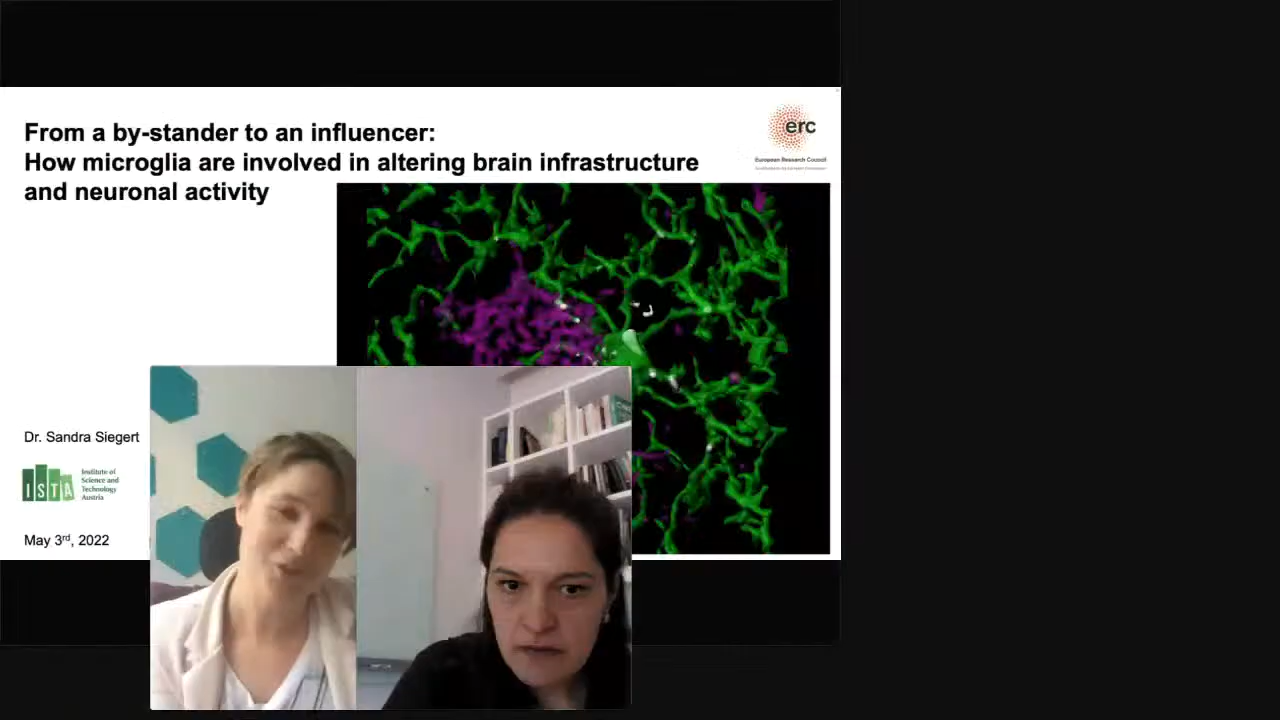 From a by-stander to an influencer:
How microglia are involved in altering brain infrastructure
and neuronal activity
erc
European Research Council
Dr. Sandra Siegert
ISTA
Institute of
Science and
Technology
Austria
May 3rd, 2022